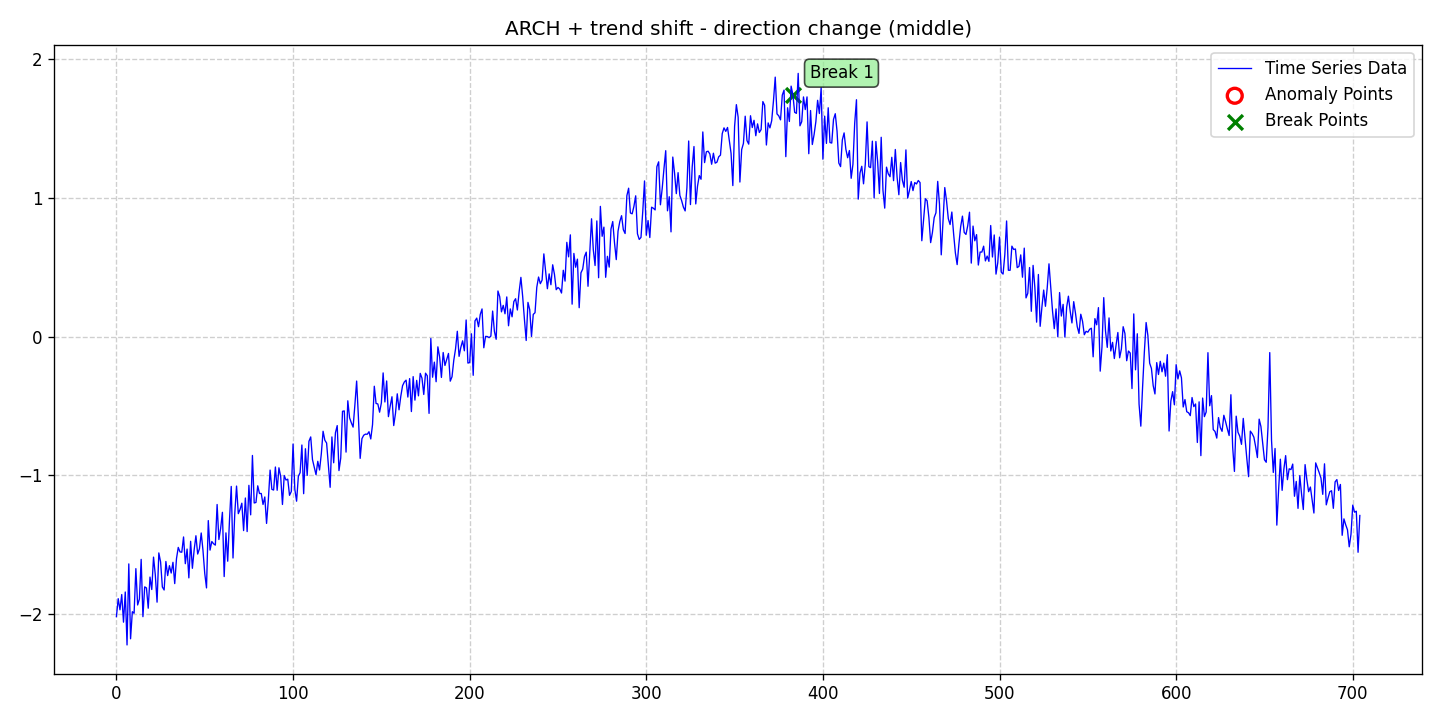 ARCH + trend shift - direction change (middle)
Break 1
Time Series Data
Anomaly Points
Break Points
2
1
0
−1
−2
0 100 200 300 400 500 600 700